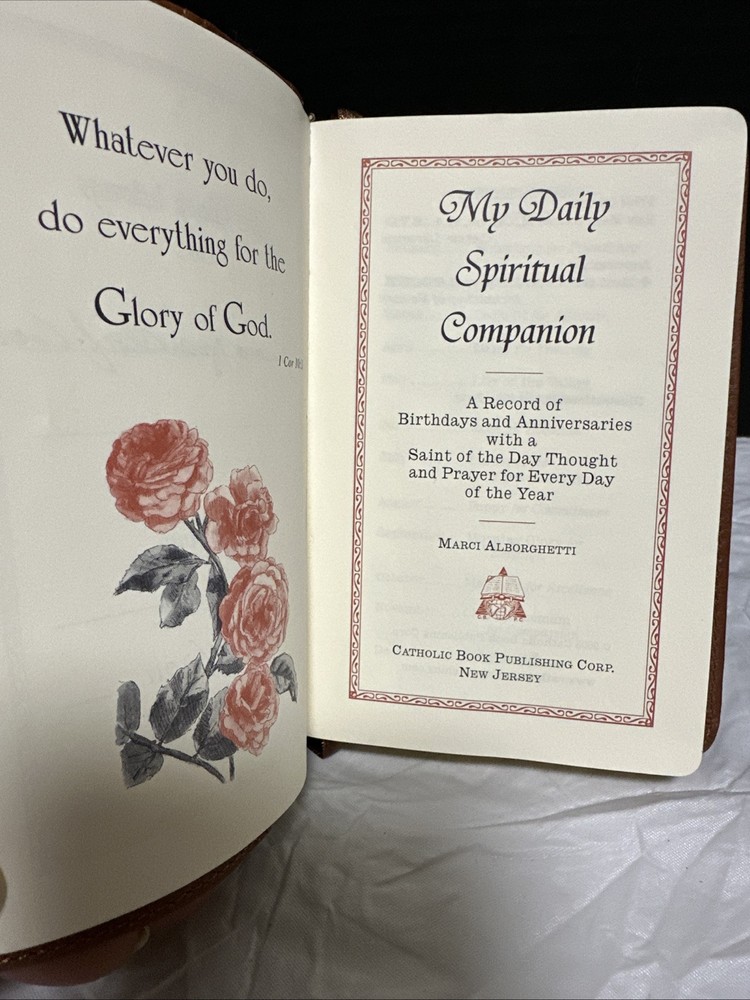 Whatever you do,
do everything for the
Glory of God.
1 Cor
My Daily
Spiritual
Companion
A Record of
Birthdays and Anniversaries
with a
Saint of the Day Thought
and Prayer for Every Day
of the Year
MARCI ALBORGHETTI
CATHOLIC BOOK PUBLISHING CORP.
NEW JERSEY